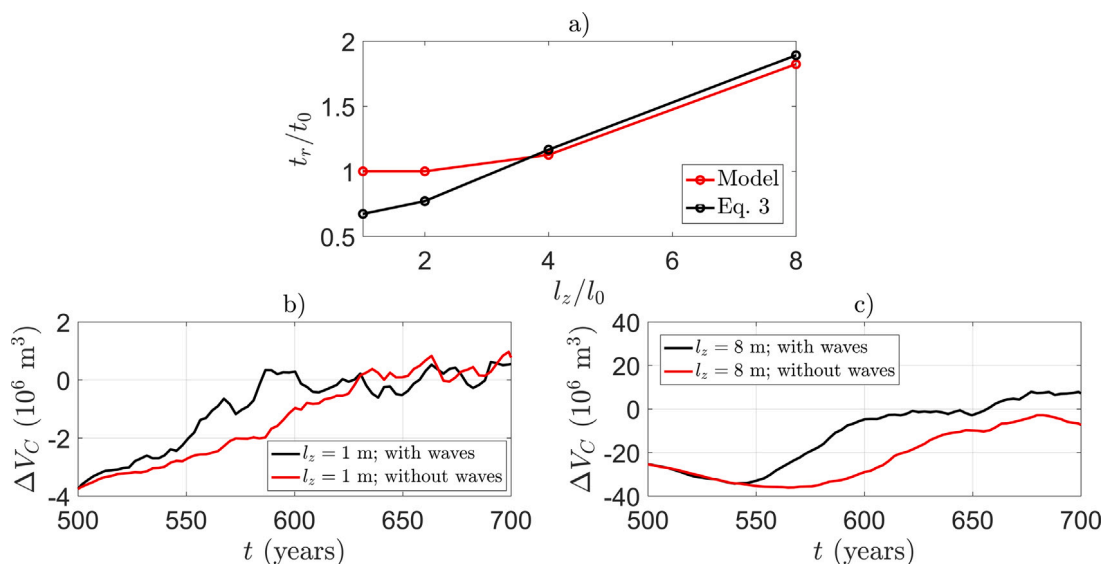 a)
2
1.5
1
0.5
t_r/t_0
Model
Eq. 3
2
4
6
8
l_z/l_0
b)
2
0
-2
-4
ΔV_C (10^6 m^3)
l_z = 1 m; with waves
l_z = 1 m; without waves
500
550
600
650
700
t (years)
c)
40
20
0
-20
-40
ΔV_C (10^6 m^3)
l_z = 8 m; with waves
l_z = 8 m; without waves
500
550
600
650
700
t (years)